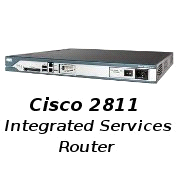 Cisco 2811
Integrated Services
Router